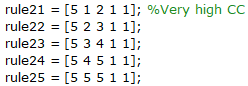 rule21 = [5 1 2 1 1]; %Very high CC
rule22 = [5 2 3 1 1];
rule23 = [5 3 4 1 1];
rule24 = [5 4 5 1 1];
rule25 = [5 5 5 1 1];